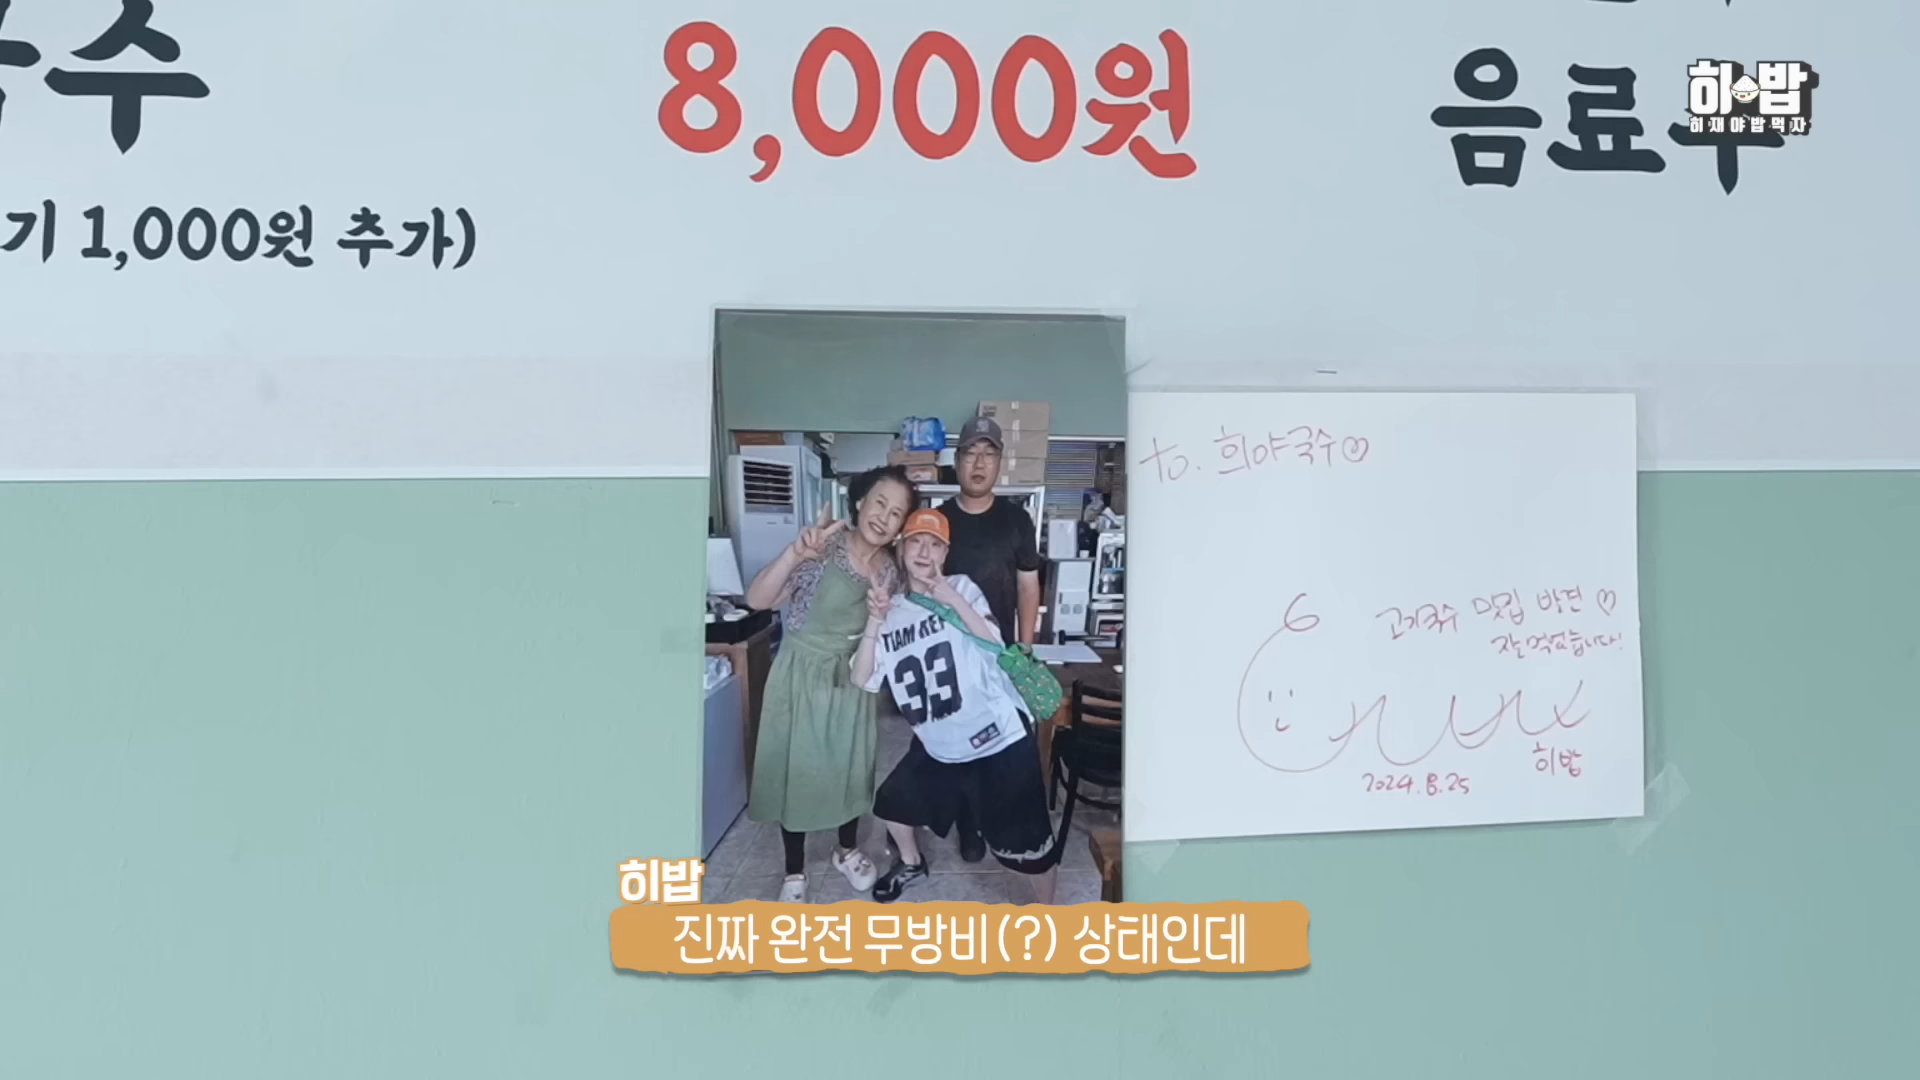 수
8,000원
음료수
기 1,000원 추가)
히밥
히재야밥먹자
to. 희야국수♡
고기국수 맛집 발견 ♡
잘 먹었습니다!
히밥
2024.8.25
TIAM REP
33
히밥
진짜 완전 무방비(?) 상태인데